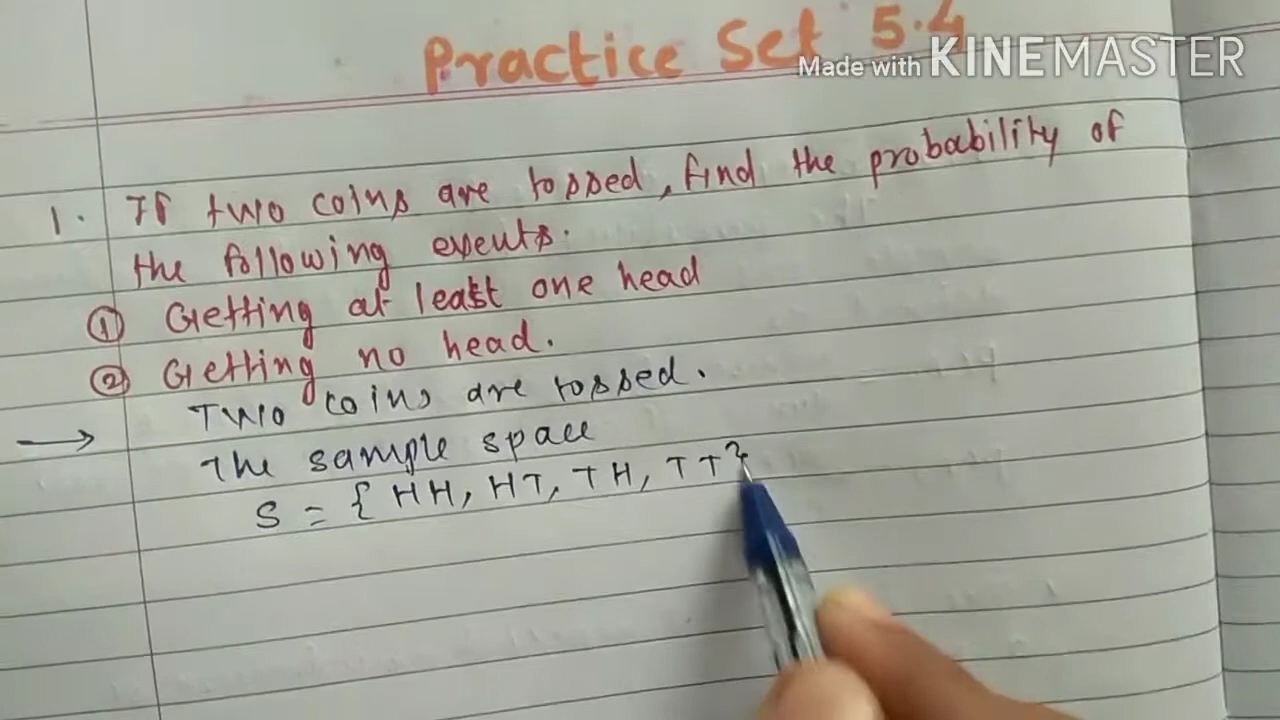 Practice Set 5.4
Made with KINEMASTER
1. If two coins are tossed, find the probability of
the following events.
① Getting at least one head
② Getting no head.
→ Two coins are tossed.
The sample space
S = { HH, HT, TH, TT}